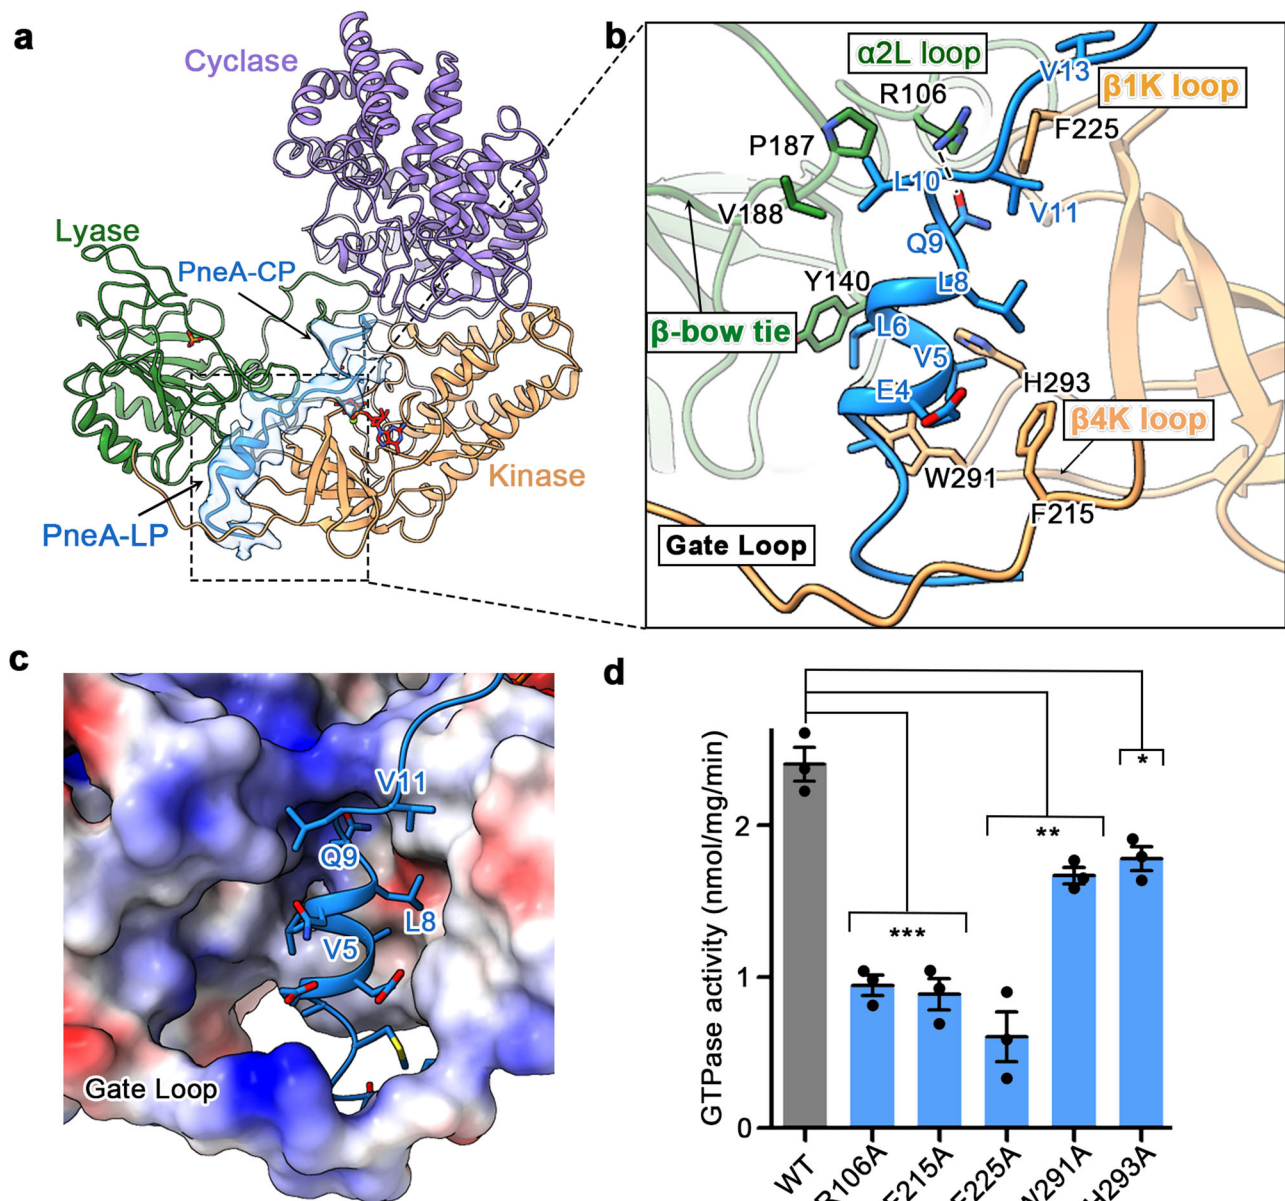 a
Cyclase
Lyase
PneA-CP
Kinase
PneA-LP
b
α2L loop
V13
R106
β1K loop
F225
P187
L10
V188
V11
Q9
Y140
L8
β-bow tie
L6
V5
H293
E4
β4K loop
W291
F215
Gate Loop
c
V11
Q9
L8
V5
Gate Loop
d
GTPase activity (nmol/mg/min)
2
1
0
***
**
*
WT
R106A
F215A
F225A
W291A
H293A